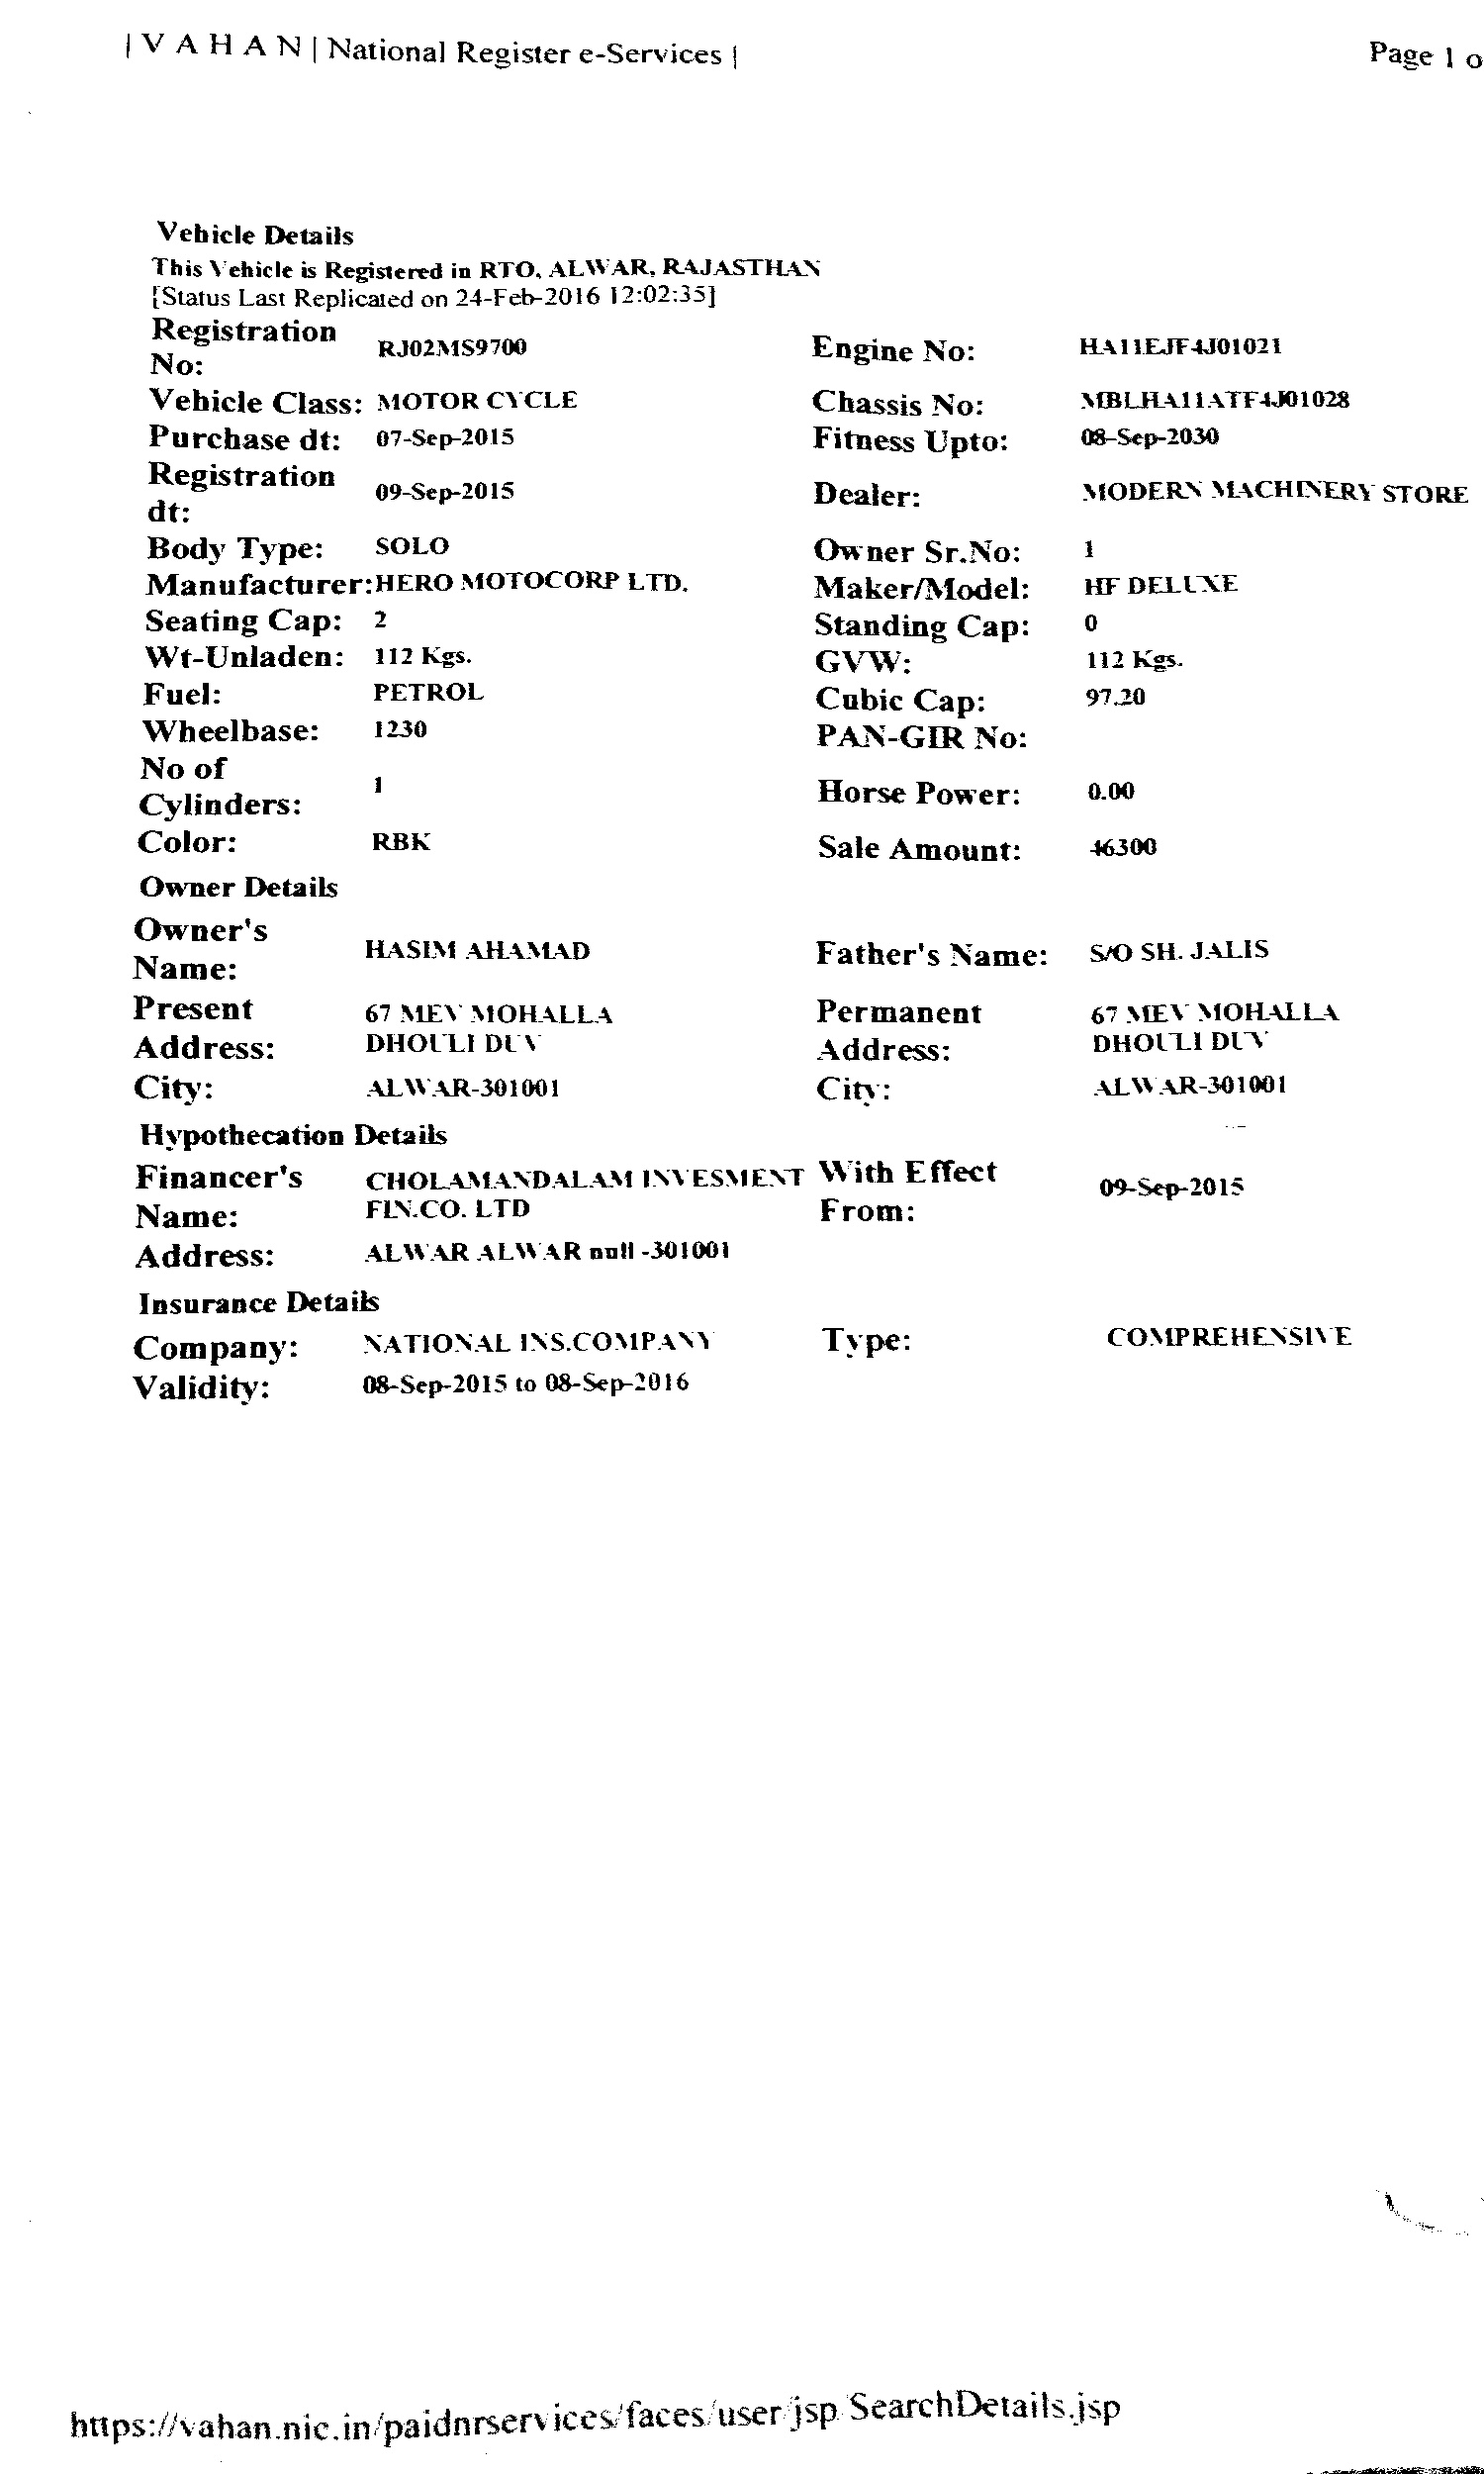 | V A H A N | National Register e-Services |
Page 1 o
Vehicle Details
This Vehicle is Registered in RTO, ALWAR, RAJASTHAN
[Status Last Replicated on 24-Feb-2016 12:02:35]
Registration No: RJ02MS9700 Engine No: HA11EJF4J01021
Vehicle Class: MOTOR CYCLE Chassis No: MBLHA11ATF4J01028
Purchase dt: 07-Sep-2015 Fitness Upto: 08-Sep-2030
Registration dt: 09-Sep-2015 Dealer: MODERN MACHINERY STORE
Body Type: SOLO Owner Sr.No: 1
Manufacturer: HERO MOTOCORP LTD. Maker/Model: HF DELUXE
Seating Cap: 2 Standing Cap: 0
Wt-Unladen: 112 Kgs. GVW: 112 Kgs.
Fuel: PETROL Cubic Cap: 97.20
Wheelbase: 1230 PAN-GIR No:
No of Cylinders: 1 Horse Power: 0.00
Color: RBK Sale Amount: 46300
Owner Details
Owner's Name: HASIM AHAMAD Father's Name: S/O SH. JALIS
Present Address: 67 MEV MOHALLA Permanent Address: 67 MEV MOHALLA
DHOULI DUV DHOULI DUV
City: ALWAR-301001 City: ALWAR-301001
Hypothecation Details
Financer's Name: CHOLAMANDALAM INVESMENT With Effect From: 09-Sep-2015
FIN.CO. LTD
Address: ALWAR ALWAR null -301001
Insurance Details
Company: NATIONAL INS.COMPANY Type: COMPREHENSIVE
Validity: 08-Sep-2015 to 08-Sep-2016
https://vahan.nic.in/paidnrservices/faces/user/jsp/SearchDetails.jsp